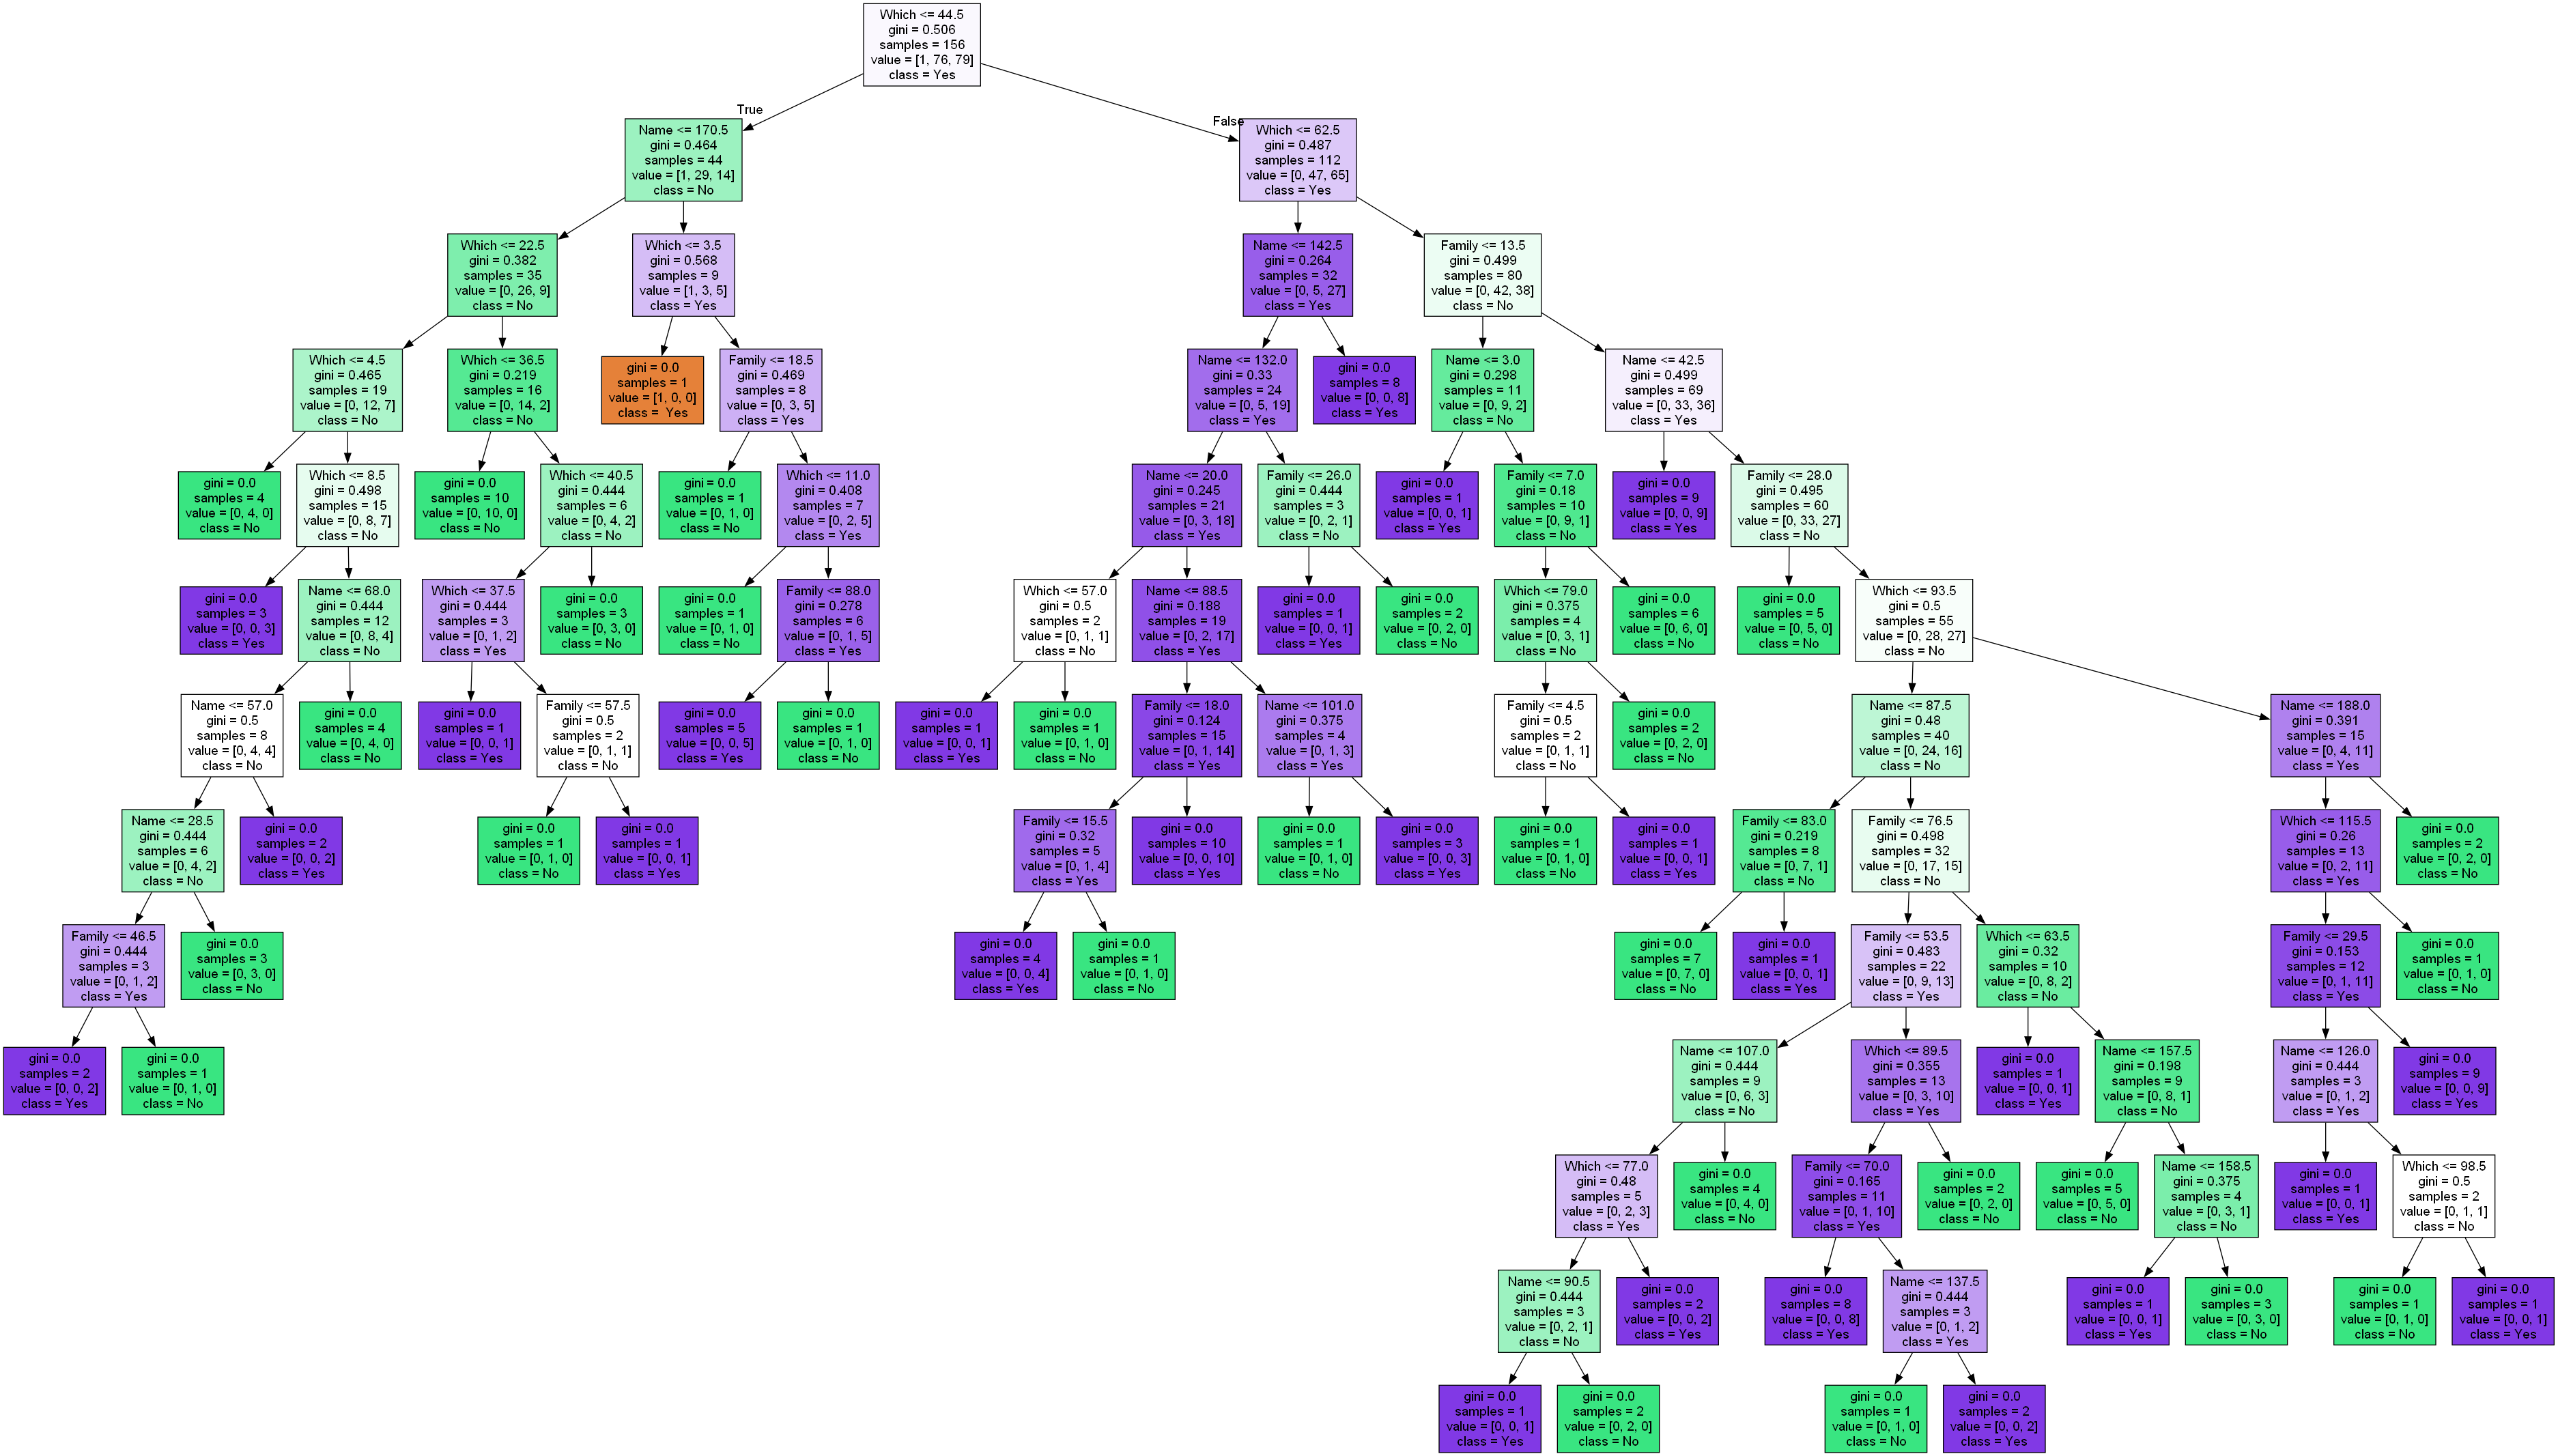 Which <= 44.5
gini = 0.506
samples = 156
value = [1, 76, 79]
class = Yes
True
False
Name <= 170.5
gini = 0.464
samples = 44
value = [1, 29, 14]
class = No
Which <= 62.5
gini = 0.487
samples = 112
value = [0, 47, 65]
class = Yes
Which <= 22.5
gini = 0.382
samples = 35
value = [0, 26, 9]
class = No
Which <= 3.5
gini = 0.568
samples = 9
value = [1, 3, 5]
class = Yes
Name <= 142.5
gini = 0.264
samples = 32
value = [0, 5, 27]
class = Yes
Family <= 13.5
gini = 0.499
samples = 80
value = [0, 42, 38]
class = No
Which <= 4.5
gini = 0.465
samples = 19
value = [0, 12, 7]
class = No
Which <= 36.5
gini = 0.219
samples = 16
value = [0, 14, 2]
class = No
gini = 0.0
samples = 1
value = [1, 0, 0]
class =  Yes
Family <= 18.5
gini = 0.469
samples = 8
value = [0, 3, 5]
class = Yes
Name <= 132.0
gini = 0.33
samples = 24
value = [0, 5, 19]
class = Yes
gini = 0.0
samples = 8
value = [0, 0, 8]
class = Yes
Name <= 3.0
gini = 0.298
samples = 11
value = [0, 9, 2]
class = No
Name <= 42.5
gini = 0.499
samples = 69
value = [0, 33, 36]
class = Yes
gini = 0.0
samples = 4
value = [0, 4, 0]
class = No
Which <= 8.5
gini = 0.498
samples = 15
value = [0, 8, 7]
class = No
gini = 0.0
samples = 10
value = [0, 10, 0]
class = No
Which <= 40.5
gini = 0.444
samples = 6
value = [0, 4, 2]
class = No
gini = 0.0
samples = 1
value = [0, 1, 0]
class = No
Which <= 11.0
gini = 0.408
samples = 7
value = [0, 2, 5]
class = Yes
Name <= 20.0
gini = 0.245
samples = 21
value = [0, 3, 18]
class = Yes
Family <= 26.0
gini = 0.444
samples = 3
value = [0, 2, 1]
class = No
gini = 0.0
samples = 1
value = [0, 0, 1]
class = Yes
Family <= 7.0
gini = 0.18
samples = 10
value = [0, 9, 1]
class = No
gini = 0.0
samples = 9
value = [0, 0, 9]
class = Yes
Family <= 28.0
gini = 0.495
samples = 60
value = [0, 33, 27]
class = No
gini = 0.0
samples = 3
value = [0, 0, 3]
class = Yes
Name <= 68.0
gini = 0.444
samples = 12
value = [0, 8, 4]
class = No
Which <= 37.5
gini = 0.444
samples = 3
value = [0, 1, 2]
class = Yes
gini = 0.0
samples = 3
value = [0, 3, 0]
class = No
gini = 0.0
samples = 1
value = [0, 1, 0]
class = No
Family <= 88.0
gini = 0.278
samples = 6
value = [0, 1, 5]
class = Yes
Which <= 57.0
gini = 0.5
samples = 2
value = [0, 1, 1]
class = No
Name <= 88.5
gini = 0.188
samples = 19
value = [0, 2, 17]
class = Yes
gini = 0.0
samples = 1
value = [0, 0, 1]
class = Yes
gini = 0.0
samples = 2
value = [0, 2, 0]
class = No
Which <= 79.0
gini = 0.375
samples = 4
value = [0, 3, 1]
class = No
gini = 0.0
samples = 6
value = [0, 6, 0]
class = No
gini = 0.0
samples = 5
value = [0, 5, 0]
class = No
Which <= 93.5
gini = 0.5
samples = 55
value = [0, 28, 27]
class = No
Name <= 57.0
gini = 0.5
samples = 8
value = [0, 4, 4]
class = No
gini = 0.0
samples = 4
value = [0, 4, 0]
class = No
gini = 0.0
samples = 1
value = [0, 0, 1]
class = Yes
Family <= 57.5
gini = 0.5
samples = 2
value = [0, 1, 1]
class = No
gini = 0.0
samples = 5
value = [0, 0, 5]
class = Yes
gini = 0.0
samples = 1
value = [0, 1, 0]
class = No
gini = 0.0
samples = 1
value = [0, 0, 1]
class = Yes
gini = 0.0
samples = 1
value = [0, 1, 0]
class = No
Family <= 18.0
gini = 0.124
samples = 15
value = [0, 1, 14]
class = Yes
Name <= 101.0
gini = 0.375
samples = 4
value = [0, 1, 3]
class = Yes
Family <= 4.5
gini = 0.5
samples = 2
value = [0, 1, 1]
class = No
gini = 0.0
samples = 2
value = [0, 2, 0]
class = No
Name <= 87.5
gini = 0.48
samples = 40
value = [0, 24, 16]
class = No
Name <= 188.0
gini = 0.391
samples = 15
value = [0, 4, 11]
class = Yes
Name <= 28.5
gini = 0.444
samples = 6
value = [0, 4, 2]
class = No
gini = 0.0
samples = 2
value = [0, 0, 2]
class = Yes
gini = 0.0
samples = 1
value = [0, 1, 0]
class = No
gini = 0.0
samples = 1
value = [0, 0, 1]
class = Yes
Family <= 15.5
gini = 0.32
samples = 5
value = [0, 1, 4]
class = Yes
gini = 0.0
samples = 10
value = [0, 0, 10]
class = Yes
gini = 0.0
samples = 1
value = [0, 1, 0]
class = No
gini = 0.0
samples = 3
value = [0, 0, 3]
class = Yes
gini = 0.0
samples = 1
value = [0, 1, 0]
class = No
gini = 0.0
samples = 1
value = [0, 0, 1]
class = Yes
Family <= 83.0
gini = 0.219
samples = 8
value = [0, 7, 1]
class = No
Family <= 76.5
gini = 0.498
samples = 32
value = [0, 17, 15]
class = No
Which <= 115.5
gini = 0.26
samples = 13
value = [0, 2, 11]
class = Yes
gini = 0.0
samples = 2
value = [0, 2, 0]
class = No
Family <= 46.5
gini = 0.444
samples = 3
value = [0, 1, 2]
class = Yes
gini = 0.0
samples = 3
value = [0, 3, 0]
class = No
gini = 0.0
samples = 4
value = [0, 0, 4]
class = Yes
gini = 0.0
samples = 1
value = [0, 1, 0]
class = No
gini = 0.0
samples = 7
value = [0, 7, 0]
class = No
gini = 0.0
samples = 1
value = [0, 0, 1]
class = Yes
Family <= 53.5
gini = 0.483
samples = 22
value = [0, 9, 13]
class = Yes
Which <= 63.5
gini = 0.32
samples = 10
value = [0, 8, 2]
class = No
Family <= 29.5
gini = 0.153
samples = 12
value = [0, 1, 11]
class = Yes
gini = 0.0
samples = 1
value = [0, 1, 0]
class = No
gini = 0.0
samples = 2
value = [0, 0, 2]
class = Yes
gini = 0.0
samples = 1
value = [0, 1, 0]
class = No
Name <= 107.0
gini = 0.444
samples = 9
value = [0, 6, 3]
class = No
Which <= 89.5
gini = 0.355
samples = 13
value = [0, 3, 10]
class = Yes
gini = 0.0
samples = 1
value = [0, 0, 1]
class = Yes
Name <= 157.5
gini = 0.198
samples = 9
value = [0, 8, 1]
class = No
Name <= 126.0
gini = 0.444
samples = 3
value = [0, 1, 2]
class = Yes
gini = 0.0
samples = 9
value = [0, 0, 9]
class = Yes
Which <= 77.0
gini = 0.48
samples = 5
value = [0, 2, 3]
class = Yes
gini = 0.0
samples = 4
value = [0, 4, 0]
class = No
Family <= 70.0
gini = 0.165
samples = 11
value = [0, 1, 10]
class = Yes
gini = 0.0
samples = 2
value = [0, 2, 0]
class = No
gini = 0.0
samples = 5
value = [0, 5, 0]
class = No
Name <= 158.5
gini = 0.375
samples = 4
value = [0, 3, 1]
class = No
gini = 0.0
samples = 1
value = [0, 0, 1]
class = Yes
Which <= 98.5
gini = 0.5
samples = 2
value = [0, 1, 1]
class = No
Name <= 90.5
gini = 0.444
samples = 3
value = [0, 2, 1]
class = No
gini = 0.0
samples = 2
value = [0, 0, 2]
class = Yes
gini = 0.0
samples = 8
value = [0, 0, 8]
class = Yes
Name <= 137.5
gini = 0.444
samples = 3
value = [0, 1, 2]
class = Yes
gini = 0.0
samples = 1
value = [0, 0, 1]
class = Yes
gini = 0.0
samples = 3
value = [0, 3, 0]
class = No
gini = 0.0
samples = 1
value = [0, 1, 0]
class = No
gini = 0.0
samples = 1
value = [0, 0, 1]
class = Yes
gini = 0.0
samples = 1
value = [0, 0, 1]
class = Yes
gini = 0.0
samples = 2
value = [0, 2, 0]
class = No
gini = 0.0
samples = 1
value = [0, 1, 0]
class = No
gini = 0.0
samples = 2
value = [0, 0, 2]
class = Yes